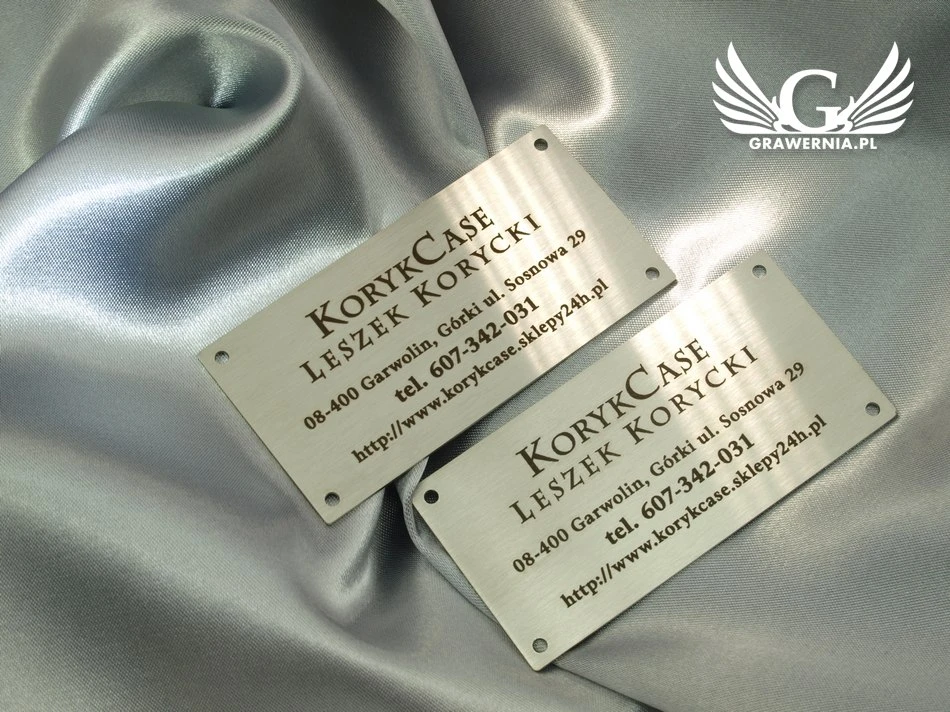 G
GRAWERNIA.PL
KORYKCASE
LESZEK KORYCKI
08-400 Garwolin, Górki ul. Sosnowa 29
tel. 607-342-031
http://www.korykcase.sklepy24h.pl
KORYKCASE
LESZEK KORYCKI
08-400 Garwolin, Górki ul. Sosnowa 29
tel. 607-342-031
http://www.korykcase.sklepy24h.pl